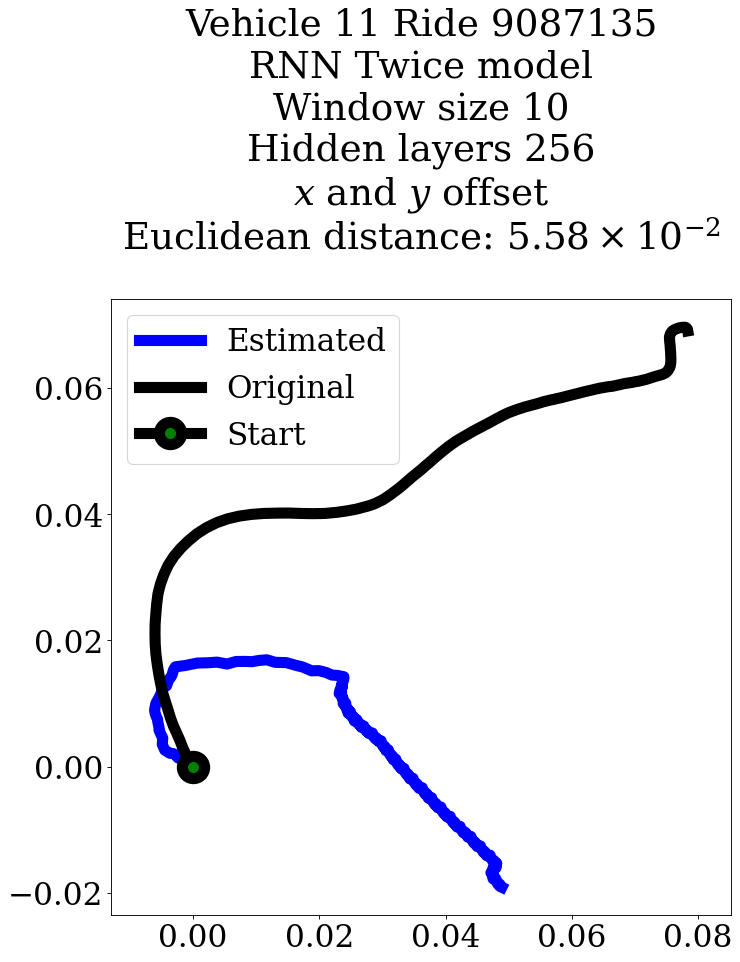 Vehicle 11 Ride 9087135
RNN Twice model
Window size 10
Hidden layers 256
x and y offset
Euclidean distance: 5.58 × 10⁻²
Estimated
Original
Start
0.06
0.04
0.02
0.00
−0.02
0.00 0.02 0.04 0.06 0.08